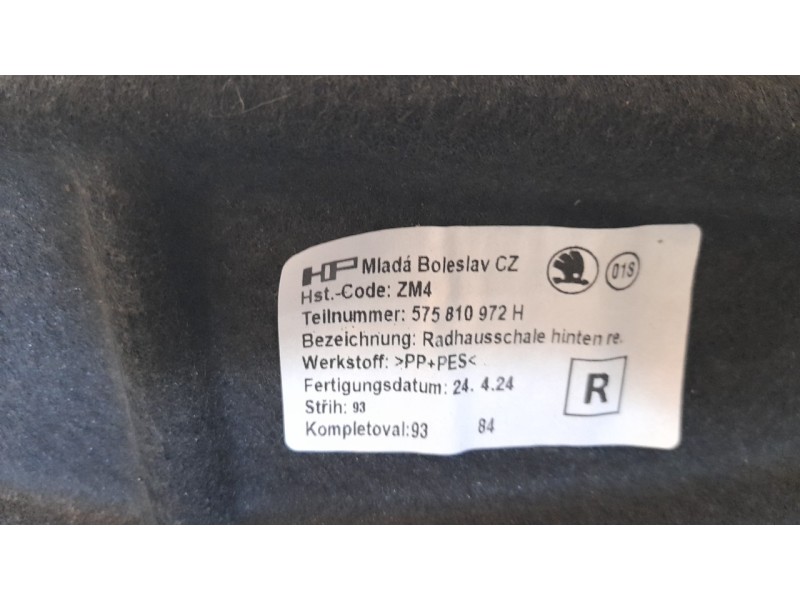 HP Mladá Boleslav CZ
01S
Hst.-Code: ZM4
Teilnummer: 575 810 972 H
Bezeichnung: Radhausschale hinten re.
Werkstoff: >PP+PES<
Fertigungsdatum: 24. 4.24
R
Střih: 93
Kompletoval:93 84